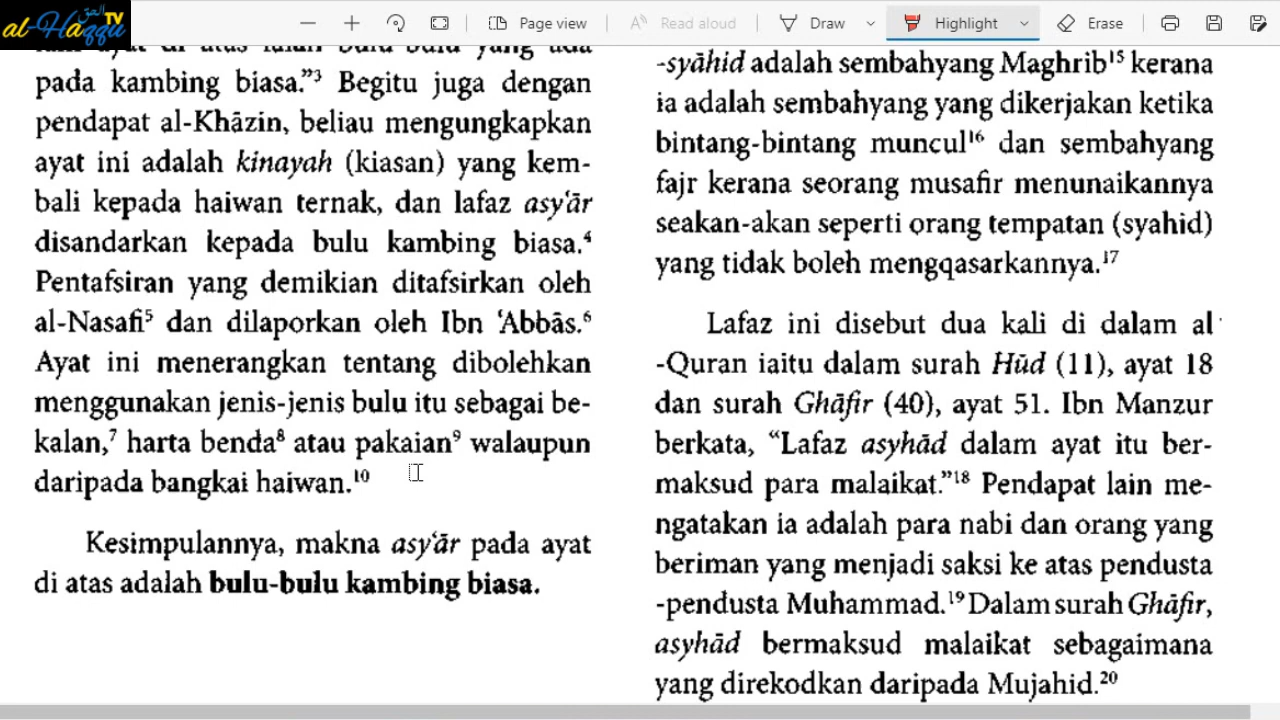 الحق TV
al-Haqqu
Page view
Read aloud
Draw
Highlight
Erase
pada kambing biasa.”³ Begitu juga dengan
pendapat al-Khāzin, beliau mengungkapkan
ayat ini adalah kinayah (kiasan) yang kem-
bali kepada haiwan ternak, dan lafaz asy‘ār
disandarkan kepada bulu kambing biasa.⁴
Pentafsiran yang demikian ditafsirkan oleh
al-Nasafi⁵ dan dilaporkan oleh Ibn ‘Abbās.⁶
Ayat ini menerangkan tentang dibolehkan
menggunakan jenis-jenis bulu itu sebagai be-
kalan,⁷ harta benda⁸ atau pakaian⁹ walaupun
daripada bangkai haiwan.¹⁰
Kesimpulannya, makna asy‘ār pada ayat
di atas adalah bulu-bulu kambing biasa.
-syāhid adalah sembahyang Maghrib¹⁵ kerana
ia adalah sembahyang yang dikerjakan ketika
bintang-bintang muncul¹⁶ dan sembahyang
fajr kerana seorang musafir menunaikannya
seakan-akan seperti orang tempatan (syahid)
yang tidak boleh mengqasarkannya.¹⁷
Lafaz ini disebut dua kali di dalam al
-Quran iaitu dalam surah Hūd (11), ayat 18
dan surah Ghāfir (40), ayat 51. Ibn Manzur
berkata, “Lafaz asyhād dalam ayat itu ber-
maksud para malaikat.”¹⁸ Pendapat lain me-
ngatakan ia adalah para nabi dan orang yang
beriman yang menjadi saksi ke atas pendusta
-pendusta Muhammad.¹⁹ Dalam surah Ghāfir,
asyhād bermaksud malaikat sebagaimana
yang direkodkan daripada Mujahid.²⁰